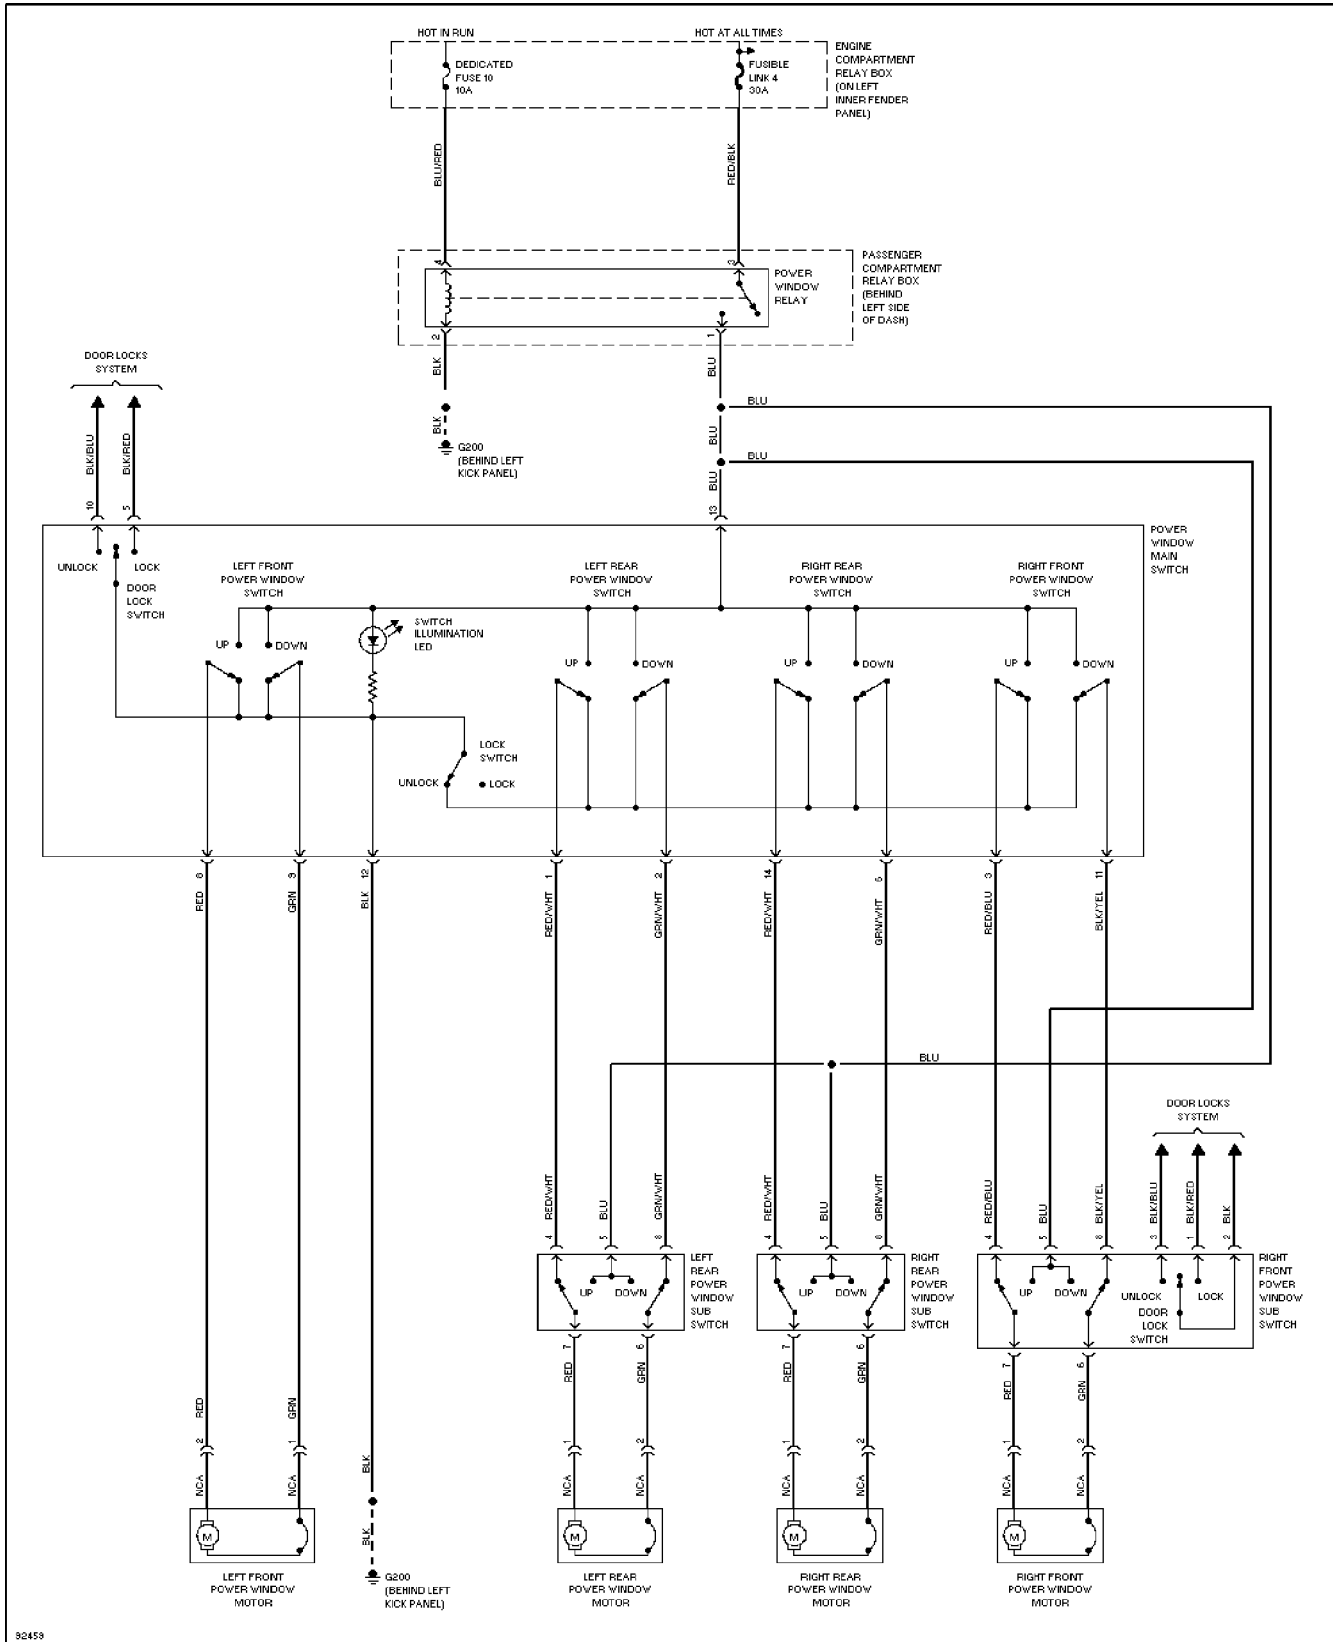 HOT IN RUN
HOT AT ALL TIMES
DEDICATED
FUSE 10
10A
FUSIBLE
LINK 4
30A
ENGINE
COMPARTMENT
RELAY BOX
(ON LEFT
INNER FENDER
PANEL)
BLU/RED
RED/BLK
4
3
POWER
WINDOW
RELAY
PASSENGER
COMPARTMENT
RELAY BOX
(BEHIND
LEFT SIDE
OF DASH)
2
1
BLK
BLU
DOOR LOCKS
SYSTEM
BLK
G200
(BEHIND LEFT
KICK PANEL)
BLU
BLU
BLU
BLU
BLK/BLU
BLK/RED
10
5
13
POWER
WINDOW
MAIN
SWITCH
UNLOCK
LOCK
DOOR
LOCK
SWITCH
LEFT FRONT
POWER WINDOW
SWITCH
LEFT REAR
POWER WINDOW
SWITCH
RIGHT REAR
POWER WINDOW
SWITCH
RIGHT FRONT
POWER WINDOW
SWITCH
SWITCH
ILLUMINATION
LED
UP
DOWN
UP
DOWN
UP
DOWN
UP
DOWN
LOCK
SWITCH
UNLOCK
LOCK
8
9
12
1
2
14
3
11
RED
GRN
BLK
RED/WHT
GRN/WHT
RED/WHT
GRN/WHT
RED/BLU
BLK/YEL
BLU
DOOR LOCKS
SYSTEM
RED/WHT
BLU
GRN/WHT
RED/WHT
BLU
GRN/WHT
RED/BLU
BLU
BLK/YEL
BLK/BLU
BLK/RED
BLK
4
5
8
4
5
8
4
5
8
3
1
2
UP
DOWN
LEFT
REAR
POWER
WINDOW
SUB
SWITCH
UP
DOWN
RIGHT
REAR
POWER
WINDOW
SUB
SWITCH
UP
DOWN
UNLOCK
LOCK
DOOR
LOCK
SWITCH
RIGHT
FRONT
POWER
WINDOW
SUB
SWITCH
7
6
7
6
7
6
RED
GRN
RED
GRN
RED
GRN
RED
GRN
2
1
1
2
1
2
1
2
BLK
NCA
NCA
NCA
NCA
NCA
NCA
NCA
NCA
BLK
M
M
M
M
LEFT FRONT
POWER WINDOW
MOTOR
G200
(BEHIND LEFT
KICK PANEL)
LEFT REAR
POWER WINDOW
MOTOR
RIGHT REAR
POWER WINDOW
MOTOR
RIGHT FRONT
POWER WINDOW
MOTOR
92459